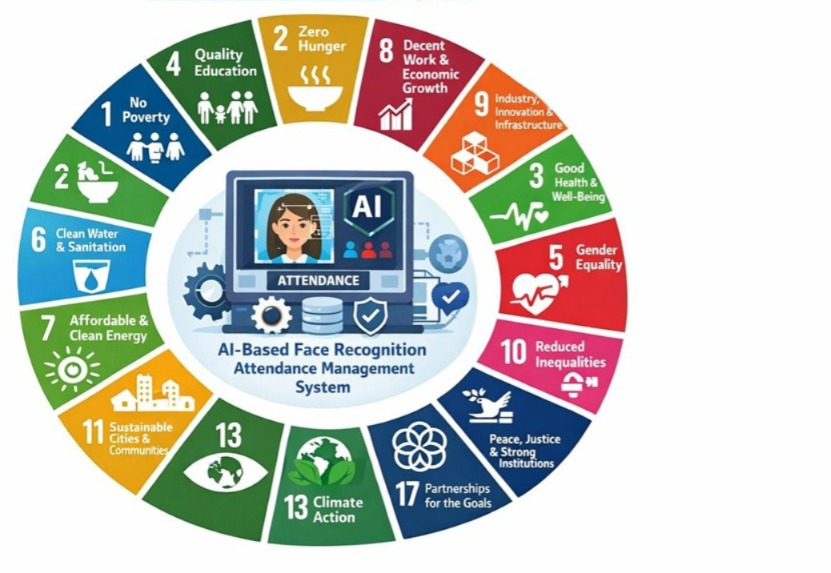 4 Quality
Education
2 Zero
Hunger
8 Decent
Work &
Economic
Growth
9 Industry,
Innovation &
Infrastructure
3 Good
Health &
Well-Being
5 Gender
Equality
10 Reduced
Inequalities
Peace, Justice
& Strong
Institutions
17 Partnerships
for the Goals
13 Climate
Action
13
11 Sustainable
Cities &
Communities
7 Affordable &
Clean Energy
6 Clean Water
& Sanitation
2
1 No
Poverty
AI
ATTENDANCE
AI-Based Face Recognition
Attendance Management
System